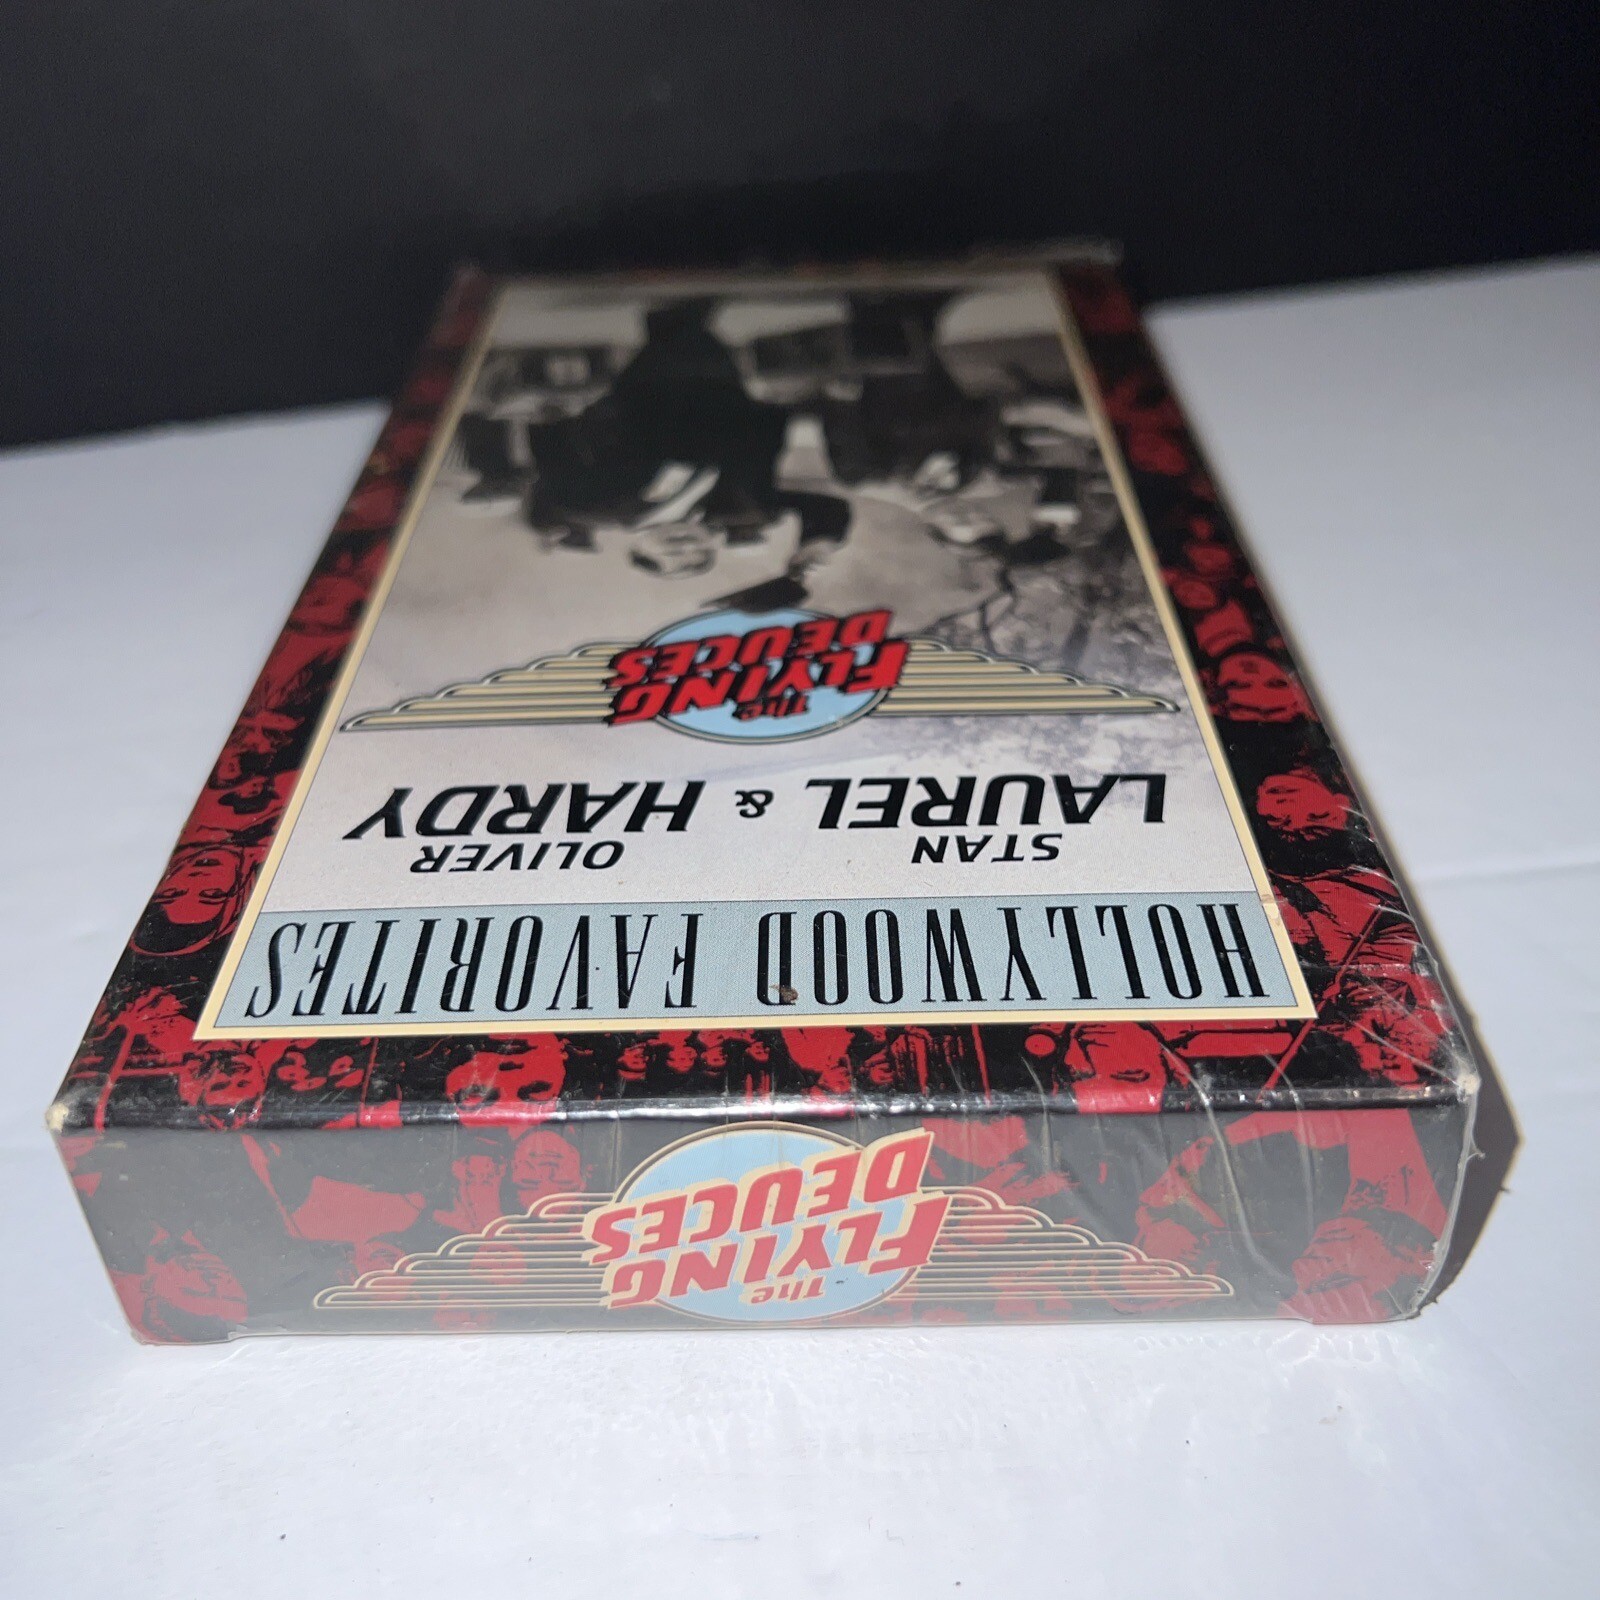 HOLLYWOOD FAVORITES
STAN OLIVER
LAUREL & HARDY
The
FLYING
DEUCES
The
FLYING
DEUCES